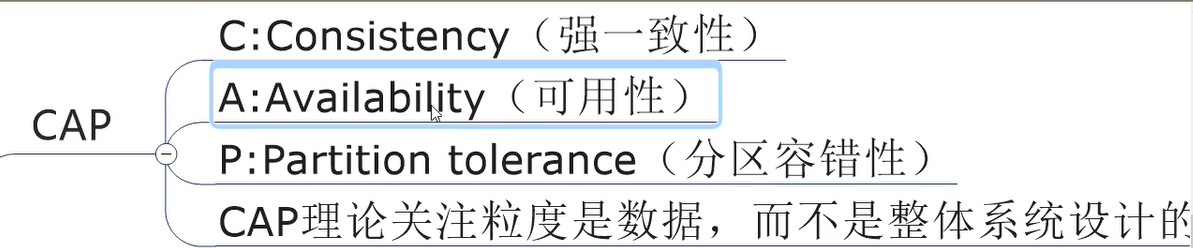 C:Consistency（强一致性）
A:Availability（可用性）
CAP
P:Partition tolerance（分区容错性）
CAP理论关注粒度是数据，而不是整体系统设计的